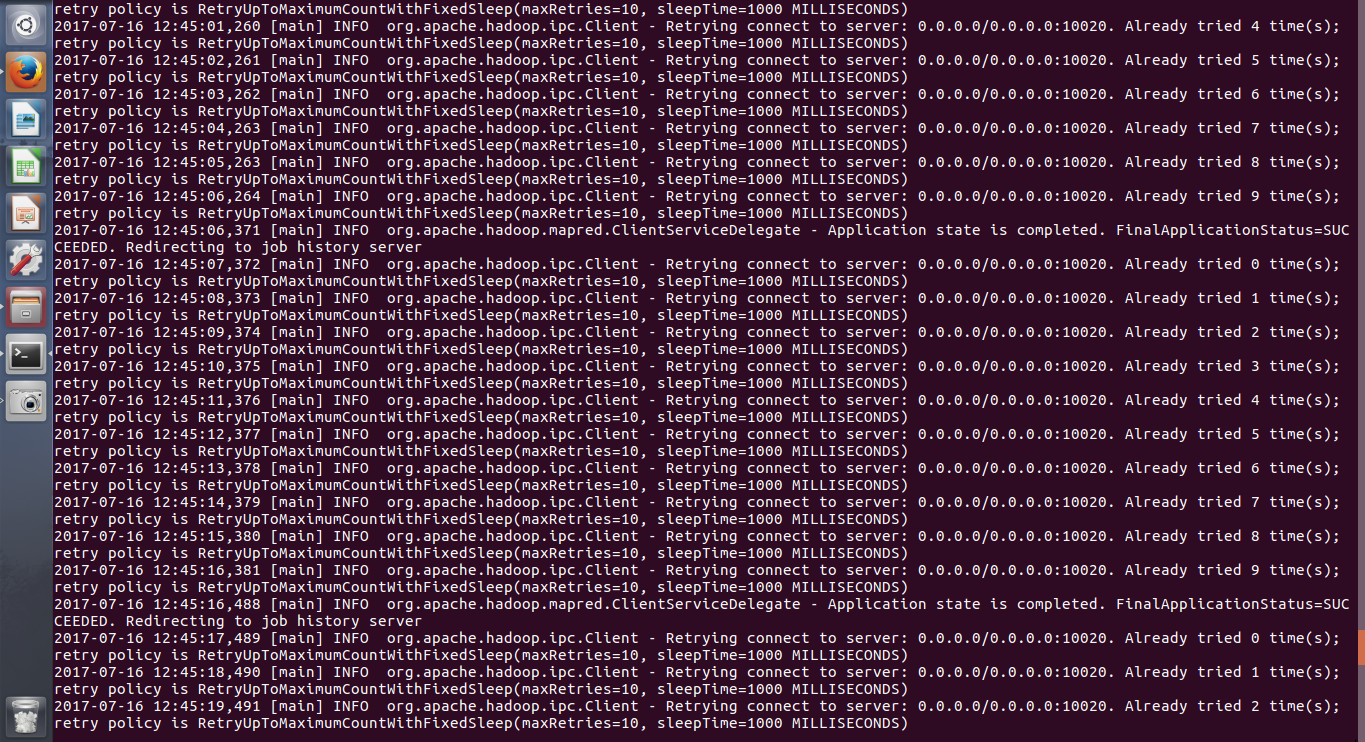 retry policy is RetryUpToMaximumCountWithFixedSleep(maxRetries=10, sleepTime=1000 MILLISECONDS)
2017-07-16 12:45:01,260 [main] INFO  org.apache.hadoop.ipc.Client - Retrying connect to server: 0.0.0.0/0.0.0.0:10020. Already tried 4 time(s);
retry policy is RetryUpToMaximumCountWithFixedSleep(maxRetries=10, sleepTime=1000 MILLISECONDS)
2017-07-16 12:45:02,261 [main] INFO  org.apache.hadoop.ipc.Client - Retrying connect to server: 0.0.0.0/0.0.0.0:10020. Already tried 5 time(s);
retry policy is RetryUpToMaximumCountWithFixedSleep(maxRetries=10, sleepTime=1000 MILLISECONDS)
2017-07-16 12:45:03,262 [main] INFO  org.apache.hadoop.ipc.Client - Retrying connect to server: 0.0.0.0/0.0.0.0:10020. Already tried 6 time(s);
retry policy is RetryUpToMaximumCountWithFixedSleep(maxRetries=10, sleepTime=1000 MILLISECONDS)
2017-07-16 12:45:04,263 [main] INFO  org.apache.hadoop.ipc.Client - Retrying connect to server: 0.0.0.0/0.0.0.0:10020. Already tried 7 time(s);
retry policy is RetryUpToMaximumCountWithFixedSleep(maxRetries=10, sleepTime=1000 MILLISECONDS)
2017-07-16 12:45:05,263 [main] INFO  org.apache.hadoop.ipc.Client - Retrying connect to server: 0.0.0.0/0.0.0.0:10020. Already tried 8 time(s);
retry policy is RetryUpToMaximumCountWithFixedSleep(maxRetries=10, sleepTime=1000 MILLISECONDS)
2017-07-16 12:45:06,264 [main] INFO  org.apache.hadoop.ipc.Client - Retrying connect to server: 0.0.0.0/0.0.0.0:10020. Already tried 9 time(s);
retry policy is RetryUpToMaximumCountWithFixedSleep(maxRetries=10, sleepTime=1000 MILLISECONDS)
2017-07-16 12:45:06,371 [main] INFO  org.apache.hadoop.mapred.ClientServiceDelegate - Application state is completed. FinalApplicationStatus=SUC
CEEDED. Redirecting to job history server
2017-07-16 12:45:07,372 [main] INFO  org.apache.hadoop.ipc.Client - Retrying connect to server: 0.0.0.0/0.0.0.0:10020. Already tried 0 time(s);
retry policy is RetryUpToMaximumCountWithFixedSleep(maxRetries=10, sleepTime=1000 MILLISECONDS)
2017-07-16 12:45:08,373 [main] INFO  org.apache.hadoop.ipc.Client - Retrying connect to server: 0.0.0.0/0.0.0.0:10020. Already tried 1 time(s);
retry policy is RetryUpToMaximumCountWithFixedSleep(maxRetries=10, sleepTime=1000 MILLISECONDS)
2017-07-16 12:45:09,374 [main] INFO  org.apache.hadoop.ipc.Client - Retrying connect to server: 0.0.0.0/0.0.0.0:10020. Already tried 2 time(s);
retry policy is RetryUpToMaximumCountWithFixedSleep(maxRetries=10, sleepTime=1000 MILLISECONDS)
2017-07-16 12:45:10,375 [main] INFO  org.apache.hadoop.ipc.Client - Retrying connect to server: 0.0.0.0/0.0.0.0:10020. Already tried 3 time(s);
retry policy is RetryUpToMaximumCountWithFixedSleep(maxRetries=10, sleepTime=1000 MILLISECONDS)
2017-07-16 12:45:11,376 [main] INFO  org.apache.hadoop.ipc.Client - Retrying connect to server: 0.0.0.0/0.0.0.0:10020. Already tried 4 time(s);
retry policy is RetryUpToMaximumCountWithFixedSleep(maxRetries=10, sleepTime=1000 MILLISECONDS)
2017-07-16 12:45:12,377 [main] INFO  org.apache.hadoop.ipc.Client - Retrying connect to server: 0.0.0.0/0.0.0.0:10020. Already tried 5 time(s);
retry policy is RetryUpToMaximumCountWithFixedSleep(maxRetries=10, sleepTime=1000 MILLISECONDS)
2017-07-16 12:45:13,378 [main] INFO  org.apache.hadoop.ipc.Client - Retrying connect to server: 0.0.0.0/0.0.0.0:10020. Already tried 6 time(s);
retry policy is RetryUpToMaximumCountWithFixedSleep(maxRetries=10, sleepTime=1000 MILLISECONDS)
2017-07-16 12:45:14,379 [main] INFO  org.apache.hadoop.ipc.Client - Retrying connect to server: 0.0.0.0/0.0.0.0:10020. Already tried 7 time(s);
retry policy is RetryUpToMaximumCountWithFixedSleep(maxRetries=10, sleepTime=1000 MILLISECONDS)
2017-07-16 12:45:15,380 [main] INFO  org.apache.hadoop.ipc.Client - Retrying connect to server: 0.0.0.0/0.0.0.0:10020. Already tried 8 time(s);
retry policy is RetryUpToMaximumCountWithFixedSleep(maxRetries=10, sleepTime=1000 MILLISECONDS)
2017-07-16 12:45:16,381 [main] INFO  org.apache.hadoop.ipc.Client - Retrying connect to server: 0.0.0.0/0.0.0.0:10020. Already tried 9 time(s);
retry policy is RetryUpToMaximumCountWithFixedSleep(maxRetries=10, sleepTime=1000 MILLISECONDS)
2017-07-16 12:45:16,488 [main] INFO  org.apache.hadoop.mapred.ClientServiceDelegate - Application state is completed. FinalApplicationStatus=SUC
CEEDED. Redirecting to job history server
2017-07-16 12:45:17,489 [main] INFO  org.apache.hadoop.ipc.Client - Retrying connect to server: 0.0.0.0/0.0.0.0:10020. Already tried 0 time(s);
retry policy is RetryUpToMaximumCountWithFixedSleep(maxRetries=10, sleepTime=1000 MILLISECONDS)
2017-07-16 12:45:18,490 [main] INFO  org.apache.hadoop.ipc.Client - Retrying connect to server: 0.0.0.0/0.0.0.0:10020. Already tried 1 time(s);
retry policy is RetryUpToMaximumCountWithFixedSleep(maxRetries=10, sleepTime=1000 MILLISECONDS)
2017-07-16 12:45:19,491 [main] INFO  org.apache.hadoop.ipc.Client - Retrying connect to server: 0.0.0.0/0.0.0.0:10020. Already tried 2 time(s);
retry policy is RetryUpToMaximumCountWithFixedSleep(maxRetries=10, sleepTime=1000 MILLISECONDS)